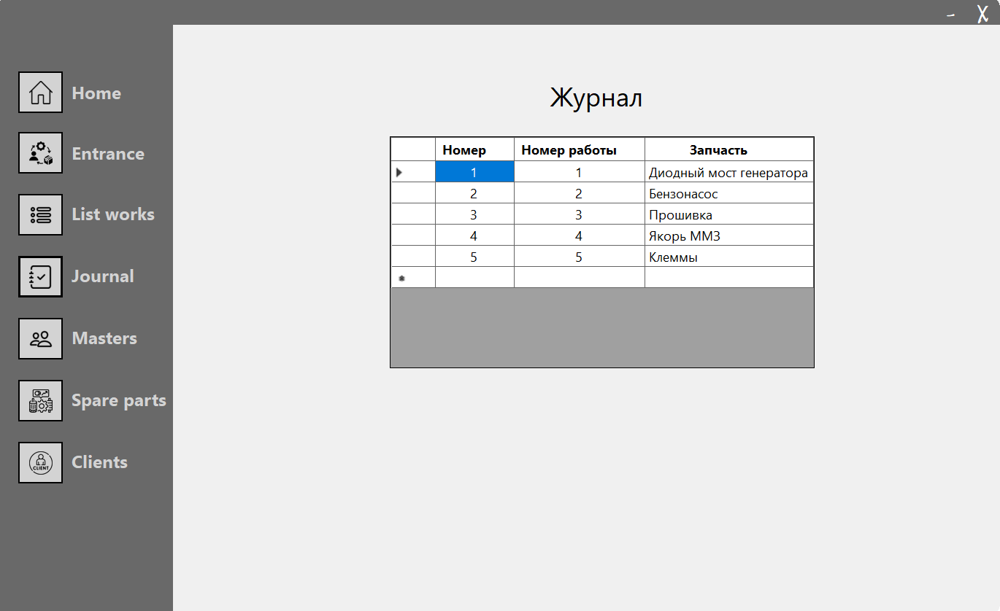 Home
Entrance
List works
Journal
Masters
Spare parts
CLIENT
Clients
Журнал
Номер Номер работы Запчасть
1 1 Диодный мост генератора
2 2 Бензонасос
3 3 Прошивка
4 4 Якорь ММЗ
5 5 Клеммы